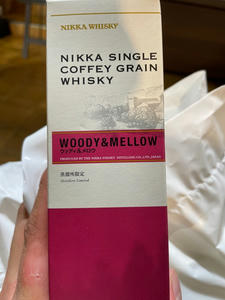 NIKKA WHISKY
NIKKA SINGLE
COFFEY GRAIN
WHISKY
WOODY&MELLOW
PRODUCED BY THE NIKKA WHISKY DISTILLING CO., LTD., JAPAN
ウッディ&メロウ
蒸溜所限定
Distillery Limited